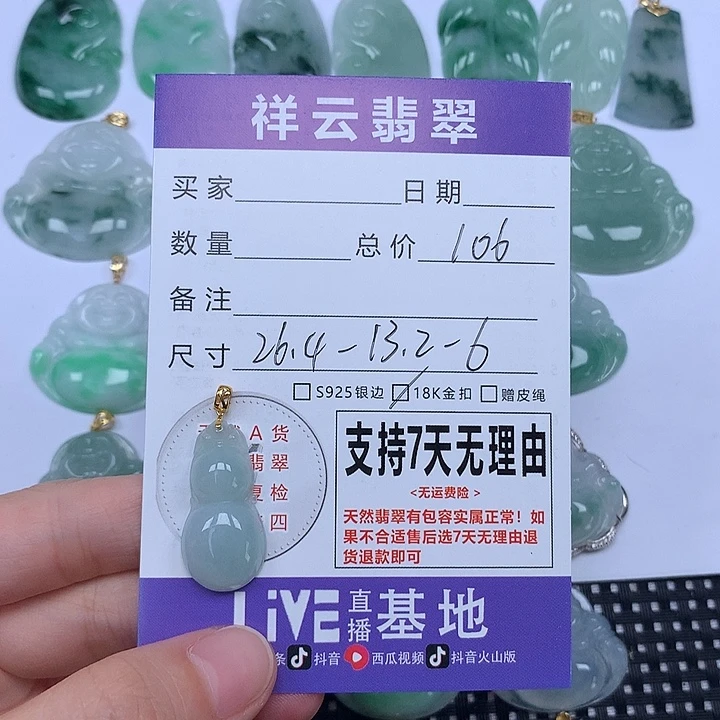 祥云翡翠
买家 日期
数量 总价 106
备注
尺寸 26.4-13.2-6
S925银边 18K金扣 赠皮绳
A货
翡翠
复检
四
支持7天无理由
<无运费险>
天然翡翠有包容实属正常！如
果不合适售后选7天无理由退
货退款即可
LiVE 直播 基地
条 抖音 西瓜视频 抖音火山版